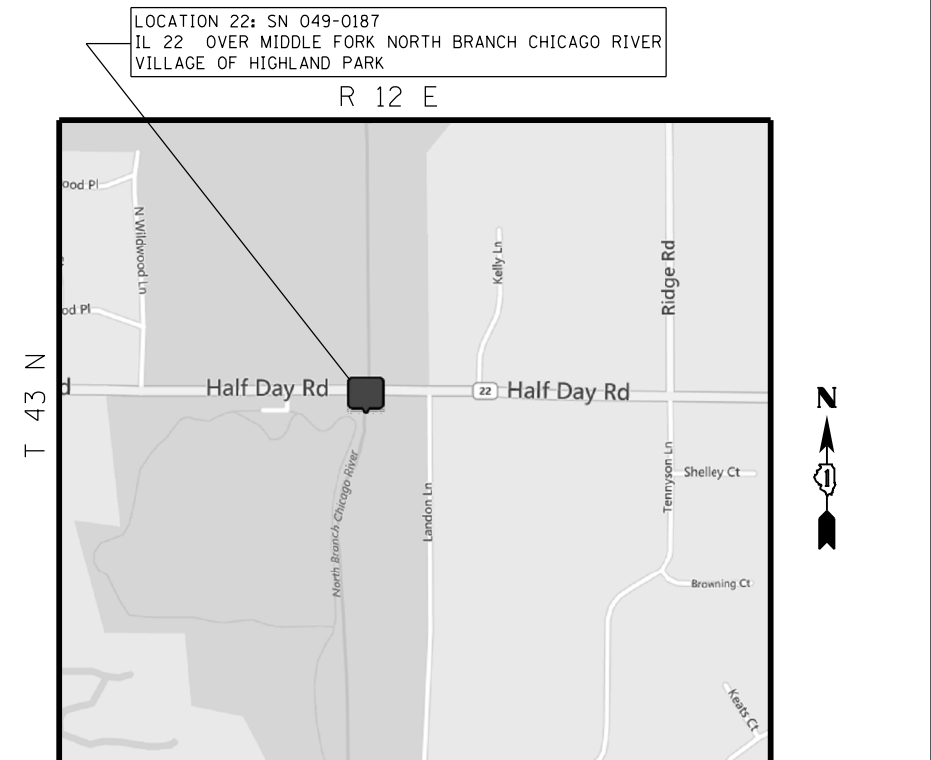 LOCATION 22: SN 049-0187
IL 22 OVER MIDDLE FORK NORTH BRANCH CHICAGO RIVER
VILLAGE OF HIGHLAND PARK
R 12 E
T 43 N
ood Pl
N Wildwood Ln
od Pl
d
Half Day Rd
22
Half Day Rd
Kelly Ln
Ridge Rd
North Branch Chicago River
Landon Ln
Tennyson Ln
Shelley Ct
Browning Ct
Keats Ct
N
1